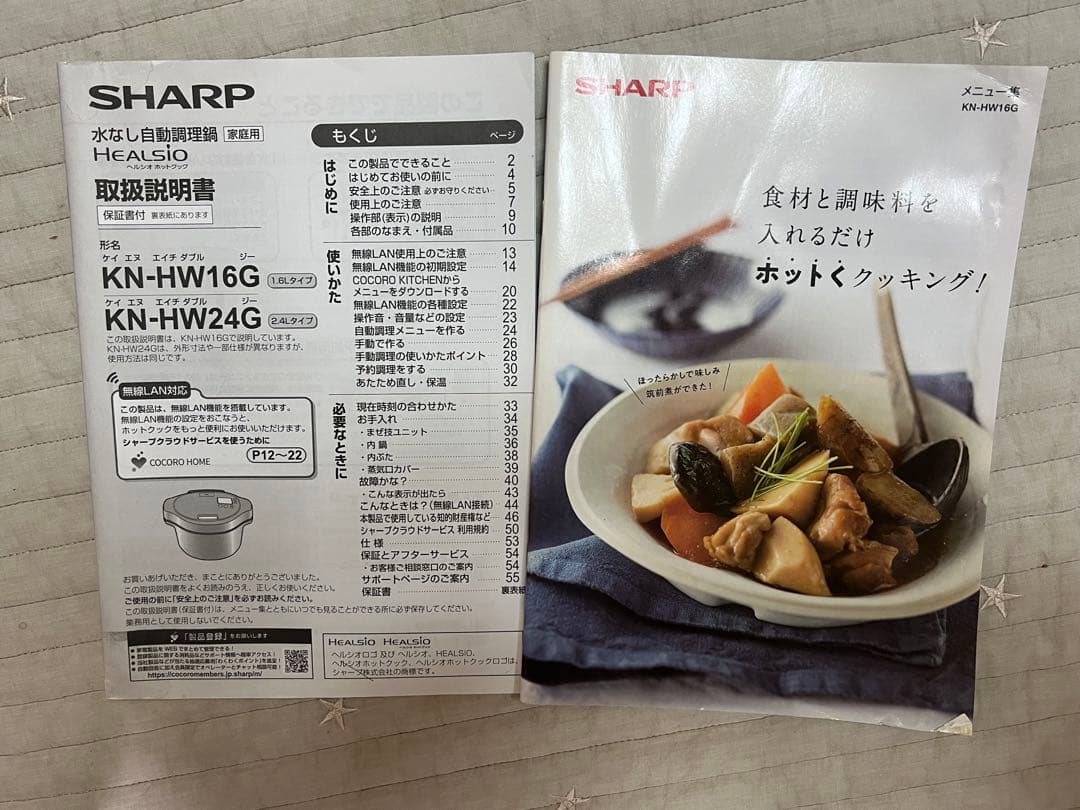 SHARP
水なし自動調理鍋 家庭用
HEALSIO
ヘルシオ ホットクック
取扱説明書
保証書付 裏表紙にあります
形名
ケイ エヌ エイチ ダブル ジー
KN-HW16G 1.6Lタイプ
ケイ エヌ エイチ ダブル ジー
KN-HW24G 2.4Lタイプ
この取扱説明書は、KN-HW16Gで説明しています。
KN-HW24Gは、外形寸法や一部仕様が異なりますが、
使用方法は同じです。
無線LAN対応
この製品は、無線LAN機能を搭載しています。
無線LAN機能の設定をおこなうと、
ホットクックをもっと便利にお使いいただけます。
シャープクラウドサービスを使うために
COCORO HOME P12〜22
お買いあげいただき、まことにありがとうございました。
この取扱説明書をよくお読みのうえ、正しくお使いください。
ご使用の前に「安全上のご注意」を必ずお読みください。
この取扱説明書(保証書付)は、メニュー集とともにいつでも見ることができる所に必ず保存してください。
業務用として使用しないでください。
「製品登録」をお願いします
https://cocoromembers.jp.sharp/m/
もくじ ページ
はじめに
この製品でできること 2
はじめてお使いの前に 4
安全上のご注意 必ずお守りください 5
使用上のご注意 7
操作部(表示)の説明 9
各部のなまえ・付属品 10
使いかた
無線LAN使用上のご注意 13
無線LAN機能の初期設定 14
COCORO KITCHENから
メニューをダウンロードする 20
無線LAN機能の各種設定 22
操作音・音量などの設定 23
自動調理メニューを作る 24
手動で作る 26
手動調理の使いかたポイント 28
予約調理をする 30
あたため直し・保温 32
必要なときに
現在時刻の合わせかた 33
お手入れ 34
・まぜ技ユニット 35
・内鍋 36
・内ぶた 38
・蒸気口カバー 39
故障かな? 40
・こんな表示が出たら 43
こんなときは?(無線LAN接続) 44
本製品で使用している知的財産権など 46
シャープクラウドサービス 利用規約 50
仕様 53
保証とアフターサービス 54
・お客様ご相談窓口のご案内 54
サポートページのご案内 55
保証書 裏表紙
HEALSIO HEALSIO
ヘルシオロゴ 及び ヘルシオ、HEALSIO、
ヘルシオホットクック、ヘルシオホットクックロゴは、
シャープ株式会社の商標です。
SHARP
メニュー集
KN-HW16G
食材と調味料を
入れるだけ
ホットくクッキング!
ほったらかしで味しみ
筑前煮ができた!